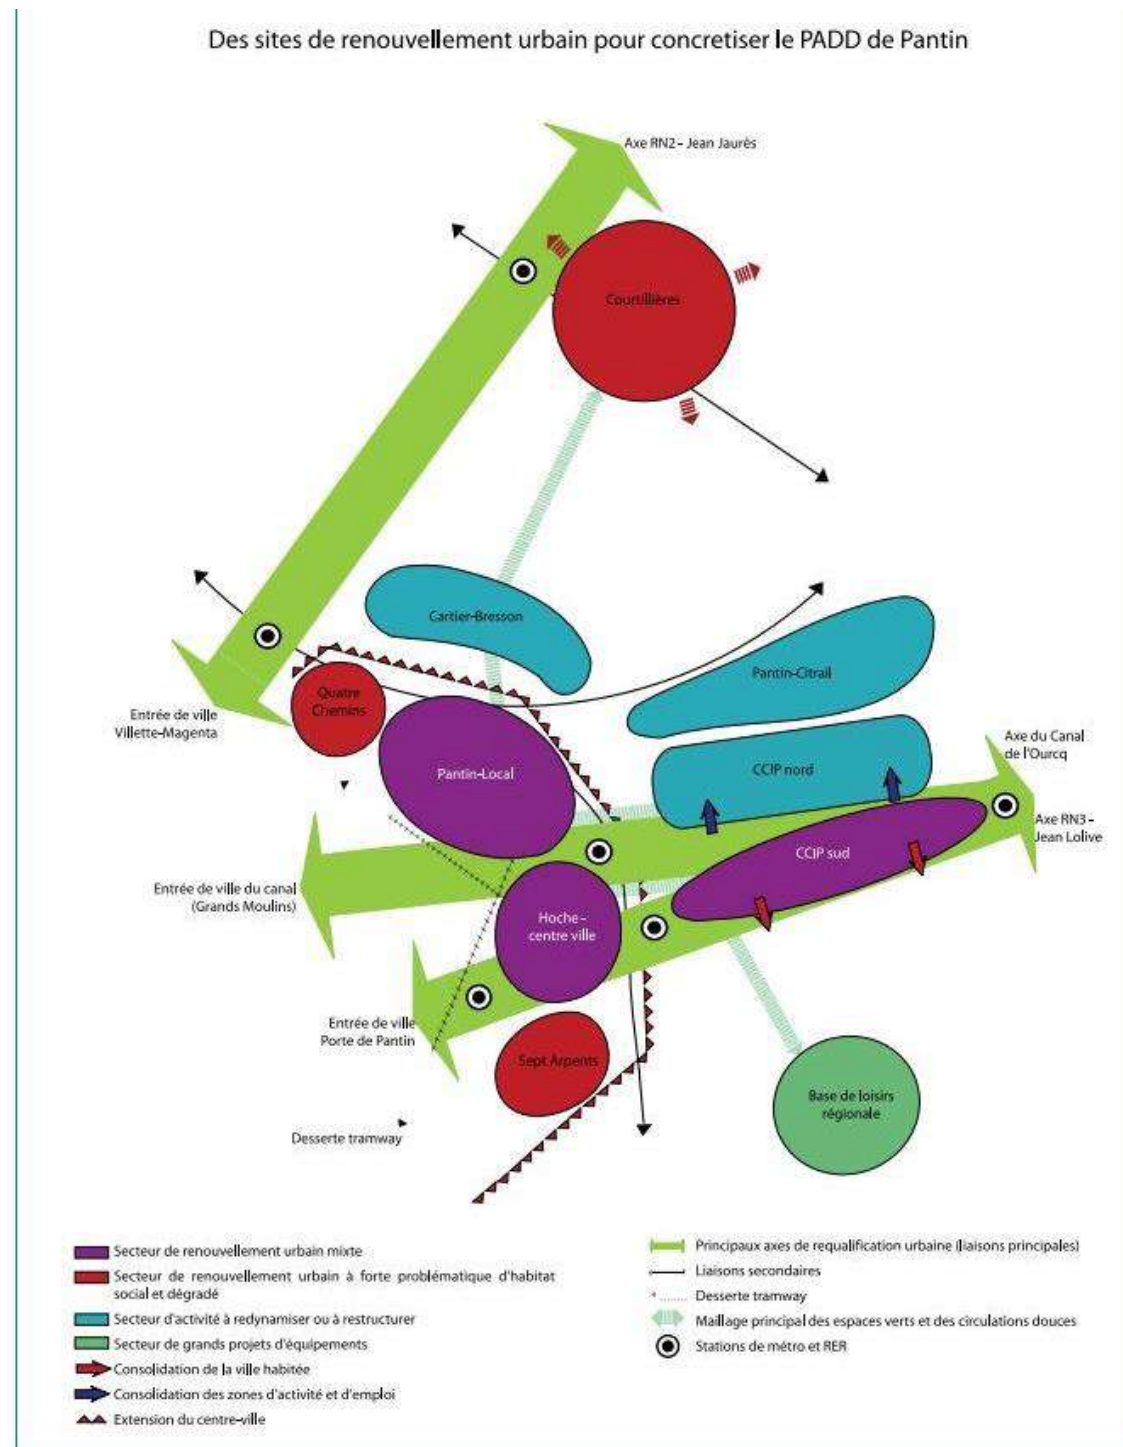 Des sites de renouvellement urbain pour concretiser le PADD de Pantin
Axe RN2 - Jean Jaurès
Courtillières
Cartier-Bresson
Pantin-Citrail
Quatre
Chemins
Entrée de ville
Villette-Magenta
Pantin-Local
CCIP nord
Axe du Canal
de l'Ourcq
Axe RN3 -
Jean Lolive
CCIP sud
Entrée de ville du canal
(Grands Moulins)
Hoche -
centre ville
Entrée de ville
Porte de Pantin
Sept Arpents
Base de loisirs
régionale
Desserte tramway
Secteur de renouvellement urbain mixte
Secteur de renouvellement urbain à forte problématique d'habitat
social et dégradé
Secteur d'activité à redynamiser ou à restructurer
Secteur de grands projets d'équipements
Consolidation de la ville habitée
Consolidation des zones d'activité et d'emploi
Extension du centre-ville
Principaux axes de requalification urbaine (liaisons principales)
Liaisons secondaires
Desserte tramway
Maillage principal des espaces verts et des circulations douces
Stations de métro et RER